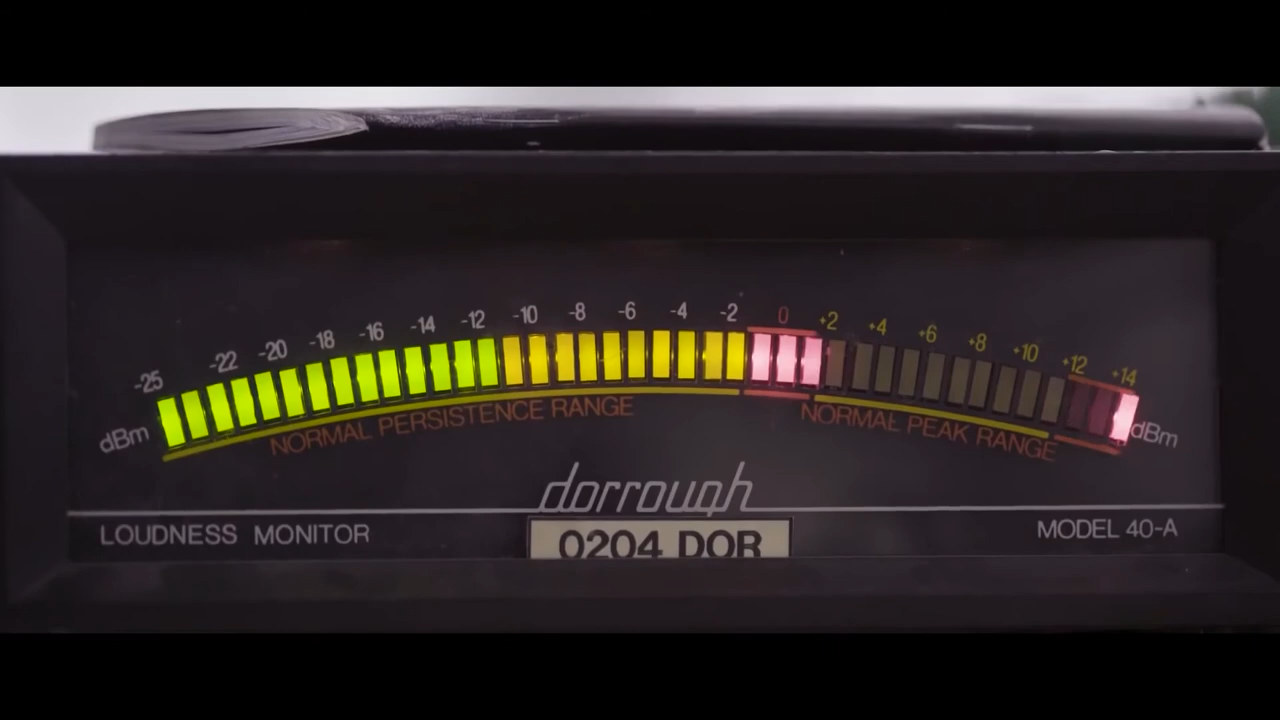 -25 -22 -20 -18 -16 -14 -12 -10 -8 -6 -4 -2 0 +2 +4 +6 +8 +10 +12 +14
dBm NORMAL PERSISTENCE RANGE NORMAL PEAK RANGE dBm
dorrough
LOUDNESS MONITOR 0204 DOR MODEL 40-A